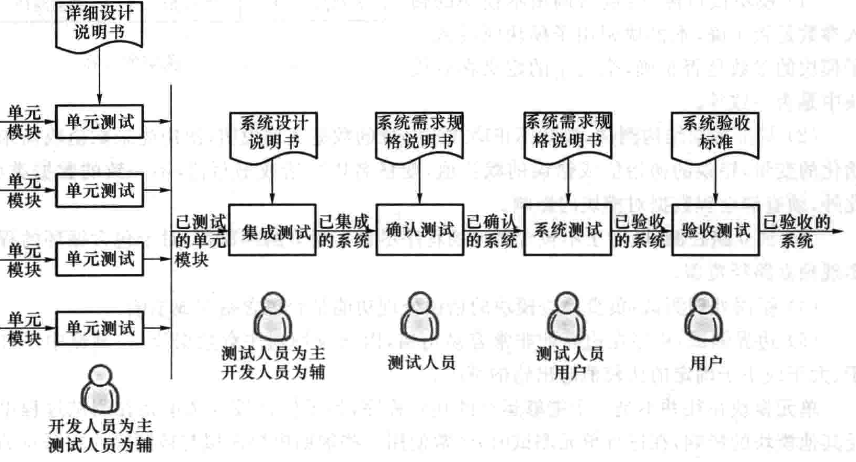 详细设计
说明书
单元
模块
单元测试
单元
模块
单元测试
单元
模块
单元测试
单元
模块
单元测试
开发人员为主
测试人员为辅
已测试
的单元
模块
系统设计
说明书
集成测试
测试人员为主
开发人员为辅
已集成
的系统
系统需求规
格说明书
确认测试
测试人员
已确认
的系统
系统需求规
格说明书
系统测试
测试人员
用户
已验收
的系统
系统验收
标准
验收测试
用户
已验收的
系统